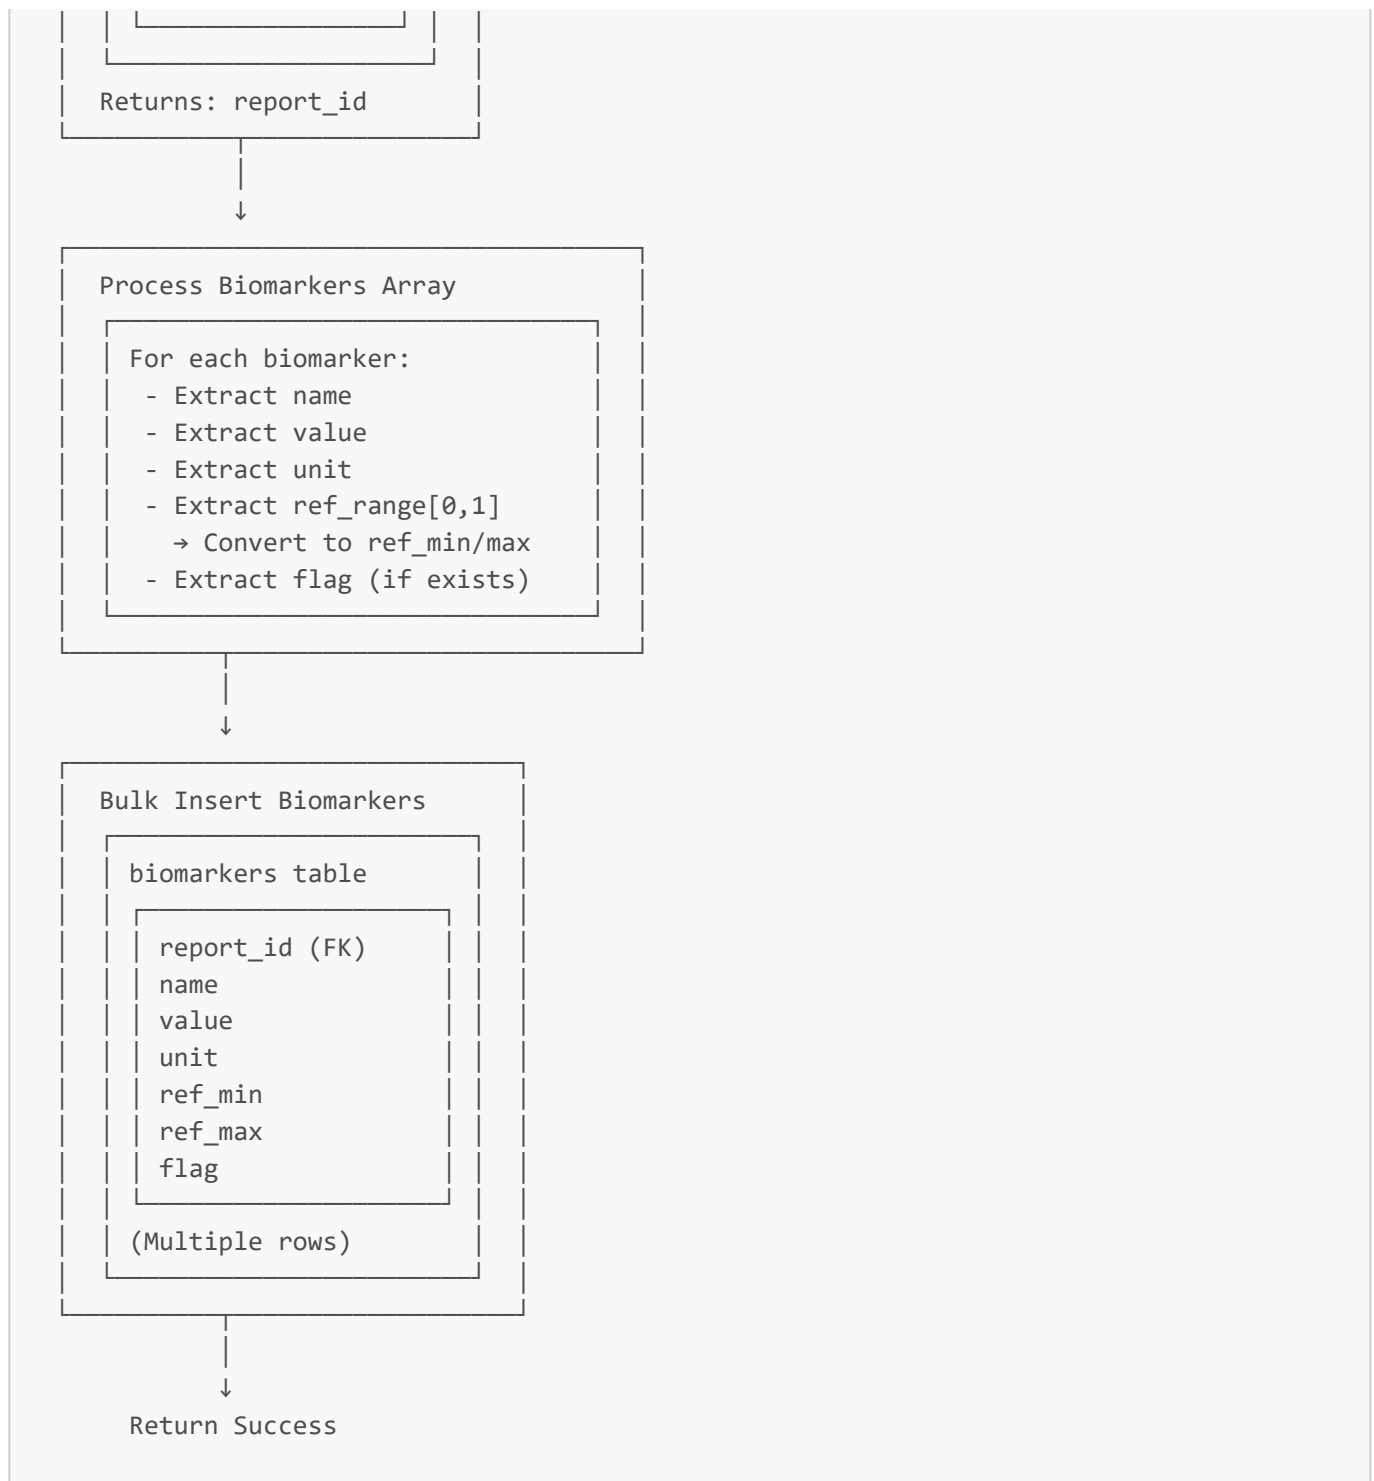 Returns: report_id
↓
Process Biomarkers Array
For each biomarker:
- Extract name
- Extract value
- Extract unit
- Extract ref_range[0,1]
→ Convert to ref_min/max
- Extract flag (if exists)
↓
Bulk Insert Biomarkers
biomarkers table
report_id (FK)
name
value
unit
ref_min
ref_max
flag
(Multiple rows)
↓
Return Success